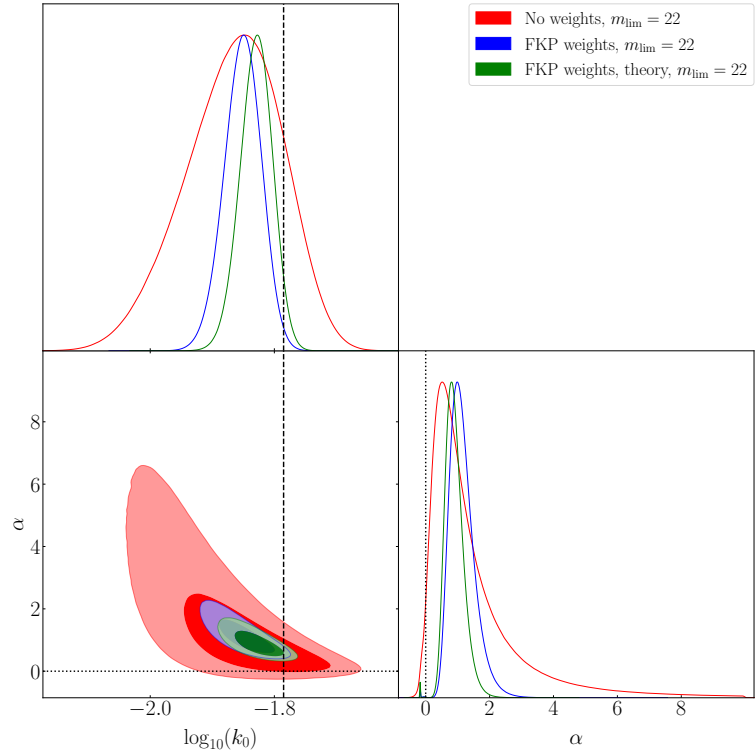 No weights, m_lim = 22
FKP weights, m_lim = 22
FKP weights, theory, m_lim = 22
8
6
4
2
0
α
−2.0
−1.8
log₁₀(k₀)
0
2
4
6
8
α